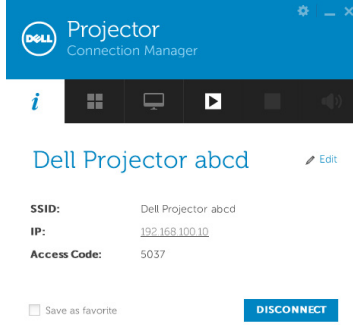 DELL
Projector
Connection Manager
i
Dell Projector abcd
Edit
SSID: Dell Projector abcd
IP: 192.168.100.10
Access Code: 5037
Save as favorite
DISCONNECT